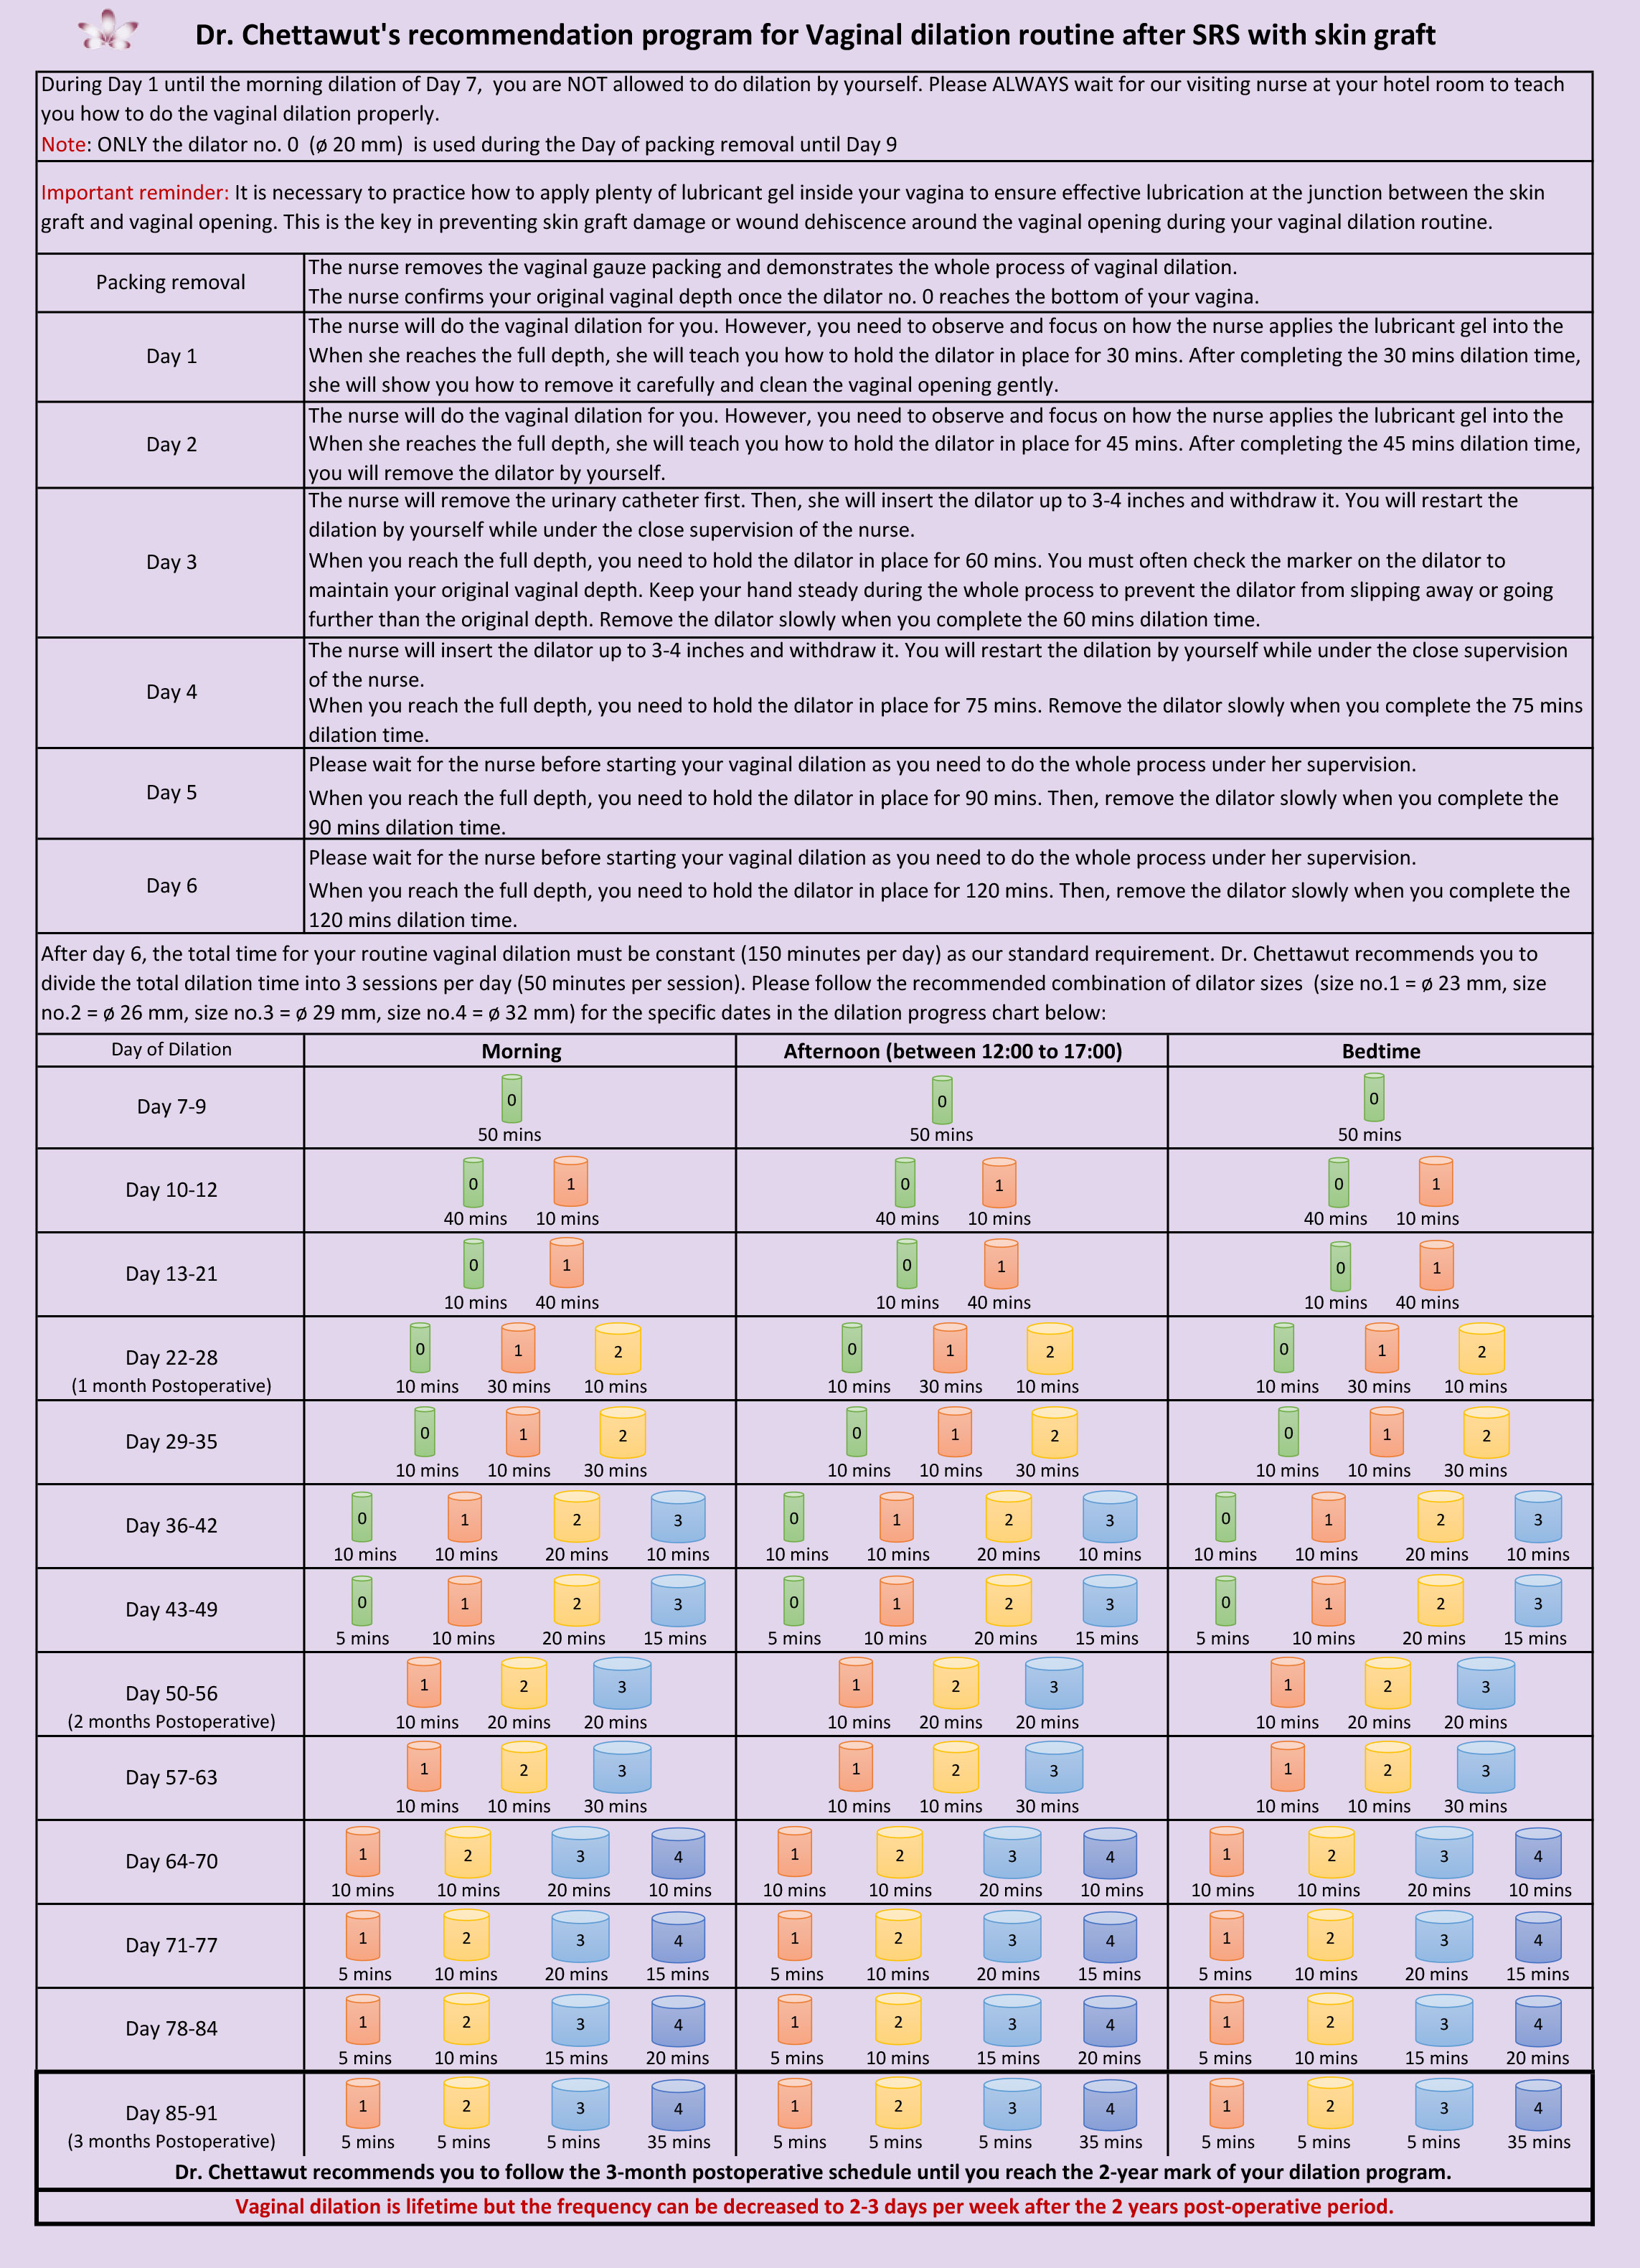 Dr. Chettawut's recommendation program for Vaginal dilation routine after SRS with skin graft
During Day 1 until the morning dilation of Day 7, you are NOT allowed to do dilation by yourself. Please ALWAYS wait for our visiting nurse at your hotel room to teach
you how to do the vaginal dilation properly.
Note: ONLY the dilator no. 0 (ø 20 mm) is used during the Day of packing removal until Day 9
Important reminder: It is necessary to practice how to apply plenty of lubricant gel inside your vagina to ensure effective lubrication at the junction between the skin
graft and vaginal opening. This is the key in preventing skin graft damage or wound dehiscence around the vaginal opening during your vaginal dilation routine.
Packing removal
The nurse removes the vaginal gauze packing and demonstrates the whole process of vaginal dilation.
The nurse confirms your original vaginal depth once the dilator no. 0 reaches the bottom of your vagina.
Day 1
The nurse will do the vaginal dilation for you. However, you need to observe and focus on how the nurse applies the lubricant gel into the
When she reaches the full depth, she will teach you how to hold the dilator in place for 30 mins. After completing the 30 mins dilation time,
she will show you how to remove it carefully and clean the vaginal opening gently.
Day 2
The nurse will do the vaginal dilation for you. However, you need to observe and focus on how the nurse applies the lubricant gel into the
When she reaches the full depth, she will teach you how to hold the dilator in place for 45 mins. After completing the 45 mins dilation time,
you will remove the dilator by yourself.
Day 3
The nurse will remove the urinary catheter first. Then, she will insert the dilator up to 3-4 inches and withdraw it. You will restart the
dilation by yourself while under the close supervision of the nurse.
When you reach the full depth, you need to hold the dilator in place for 60 mins. You must often check the marker on the dilator to
maintain your original vaginal depth. Keep your hand steady during the whole process to prevent the dilator from slipping away or going
further than the original depth. Remove the dilator slowly when you complete the 60 mins dilation time.
Day 4
The nurse will insert the dilator up to 3-4 inches and withdraw it. You will restart the dilation by yourself while under the close supervision
of the nurse.
When you reach the full depth, you need to hold the dilator in place for 75 mins. Remove the dilator slowly when you complete the 75 mins
dilation time.
Day 5
Please wait for the nurse before starting your vaginal dilation as you need to do the whole process under her supervision.
When you reach the full depth, you need to hold the dilator in place for 90 mins. Then, remove the dilator slowly when you complete the
90 mins dilation time.
Day 6
Please wait for the nurse before starting your vaginal dilation as you need to do the whole process under her supervision.
When you reach the full depth, you need to hold the dilator in place for 120 mins. Then, remove the dilator slowly when you complete the
120 mins dilation time.
After day 6, the total time for your routine vaginal dilation must be constant (150 minutes per day) as our standard requirement. Dr. Chettawut recommends you to
divide the total dilation time into 3 sessions per day (50 minutes per session). Please follow the recommended combination of dilator sizes (size no.1 = ø 23 mm, size
no.2 = ø 26 mm, size no.3 = ø 29 mm, size no.4 = ø 32 mm) for the specific dates in the dilation progress chart below:
Day of Dilation Morning Afternoon (between 12:00 to 17:00) Bedtime
Day 7-9
0 0 0
50 mins 50 mins 50 mins
Day 10-12
0 1 0 1 0 1
40 mins 10 mins 40 mins 10 mins 40 mins 10 mins
Day 13-21
0 1 0 1 0 1
10 mins 40 mins 10 mins 40 mins 10 mins 40 mins
Day 22-28
(1 month Postoperative)
0 1 2 0 1 2 0 1 2
10 mins 30 mins 10 mins 10 mins 30 mins 10 mins 10 mins 30 mins 10 mins
Day 29-35
0 1 2 0 1 2 0 1 2
10 mins 10 mins 30 mins 10 mins 10 mins 30 mins 10 mins 10 mins 30 mins
Day 36-42
0 1 2 3 0 1 2 3 0 1 2 3
10 mins 10 mins 20 mins 10 mins 10 mins 10 mins 20 mins 10 mins 10 mins 10 mins 20 mins 10 mins
Day 43-49
0 1 2 3 0 1 2 3 0 1 2 3
5 mins 10 mins 20 mins 15 mins 5 mins 10 mins 20 mins 15 mins 5 mins 10 mins 20 mins 15 mins
Day 50-56
(2 months Postoperative)
1 2 3 1 2 3 1 2 3
10 mins 20 mins 20 mins 10 mins 20 mins 20 mins 10 mins 20 mins 20 mins
Day 57-63
1 2 3 1 2 3 1 2 3
10 mins 10 mins 30 mins 10 mins 10 mins 30 mins 10 mins 10 mins 30 mins
Day 64-70
1 2 3 4 1 2 3 4 1 2 3 4
10 mins 10 mins 20 mins 10 mins 10 mins 10 mins 20 mins 10 mins 10 mins 10 mins 20 mins 10 mins
Day 71-77
1 2 3 4 1 2 3 4 1 2 3 4
5 mins 10 mins 20 mins 15 mins 5 mins 10 mins 20 mins 15 mins 5 mins 10 mins 20 mins 15 mins
Day 78-84
1 2 3 4 1 2 3 4 1 2 3 4
5 mins 10 mins 15 mins 20 mins 5 mins 10 mins 15 mins 20 mins 5 mins 10 mins 15 mins 20 mins
Day 85-91
(3 months Postoperative)
1 2 3 4 1 2 3 4 1 2 3 4
5 mins 5 mins 5 mins 35 mins 5 mins 5 mins 5 mins 35 mins 5 mins 5 mins 5 mins 35 mins
Dr. Chettawut recommends you to follow the 3-month postoperative schedule until you reach the 2-year mark of your dilation program.
Vaginal dilation is lifetime but the frequency can be decreased to 2-3 days per week after the 2 years post-operative period.